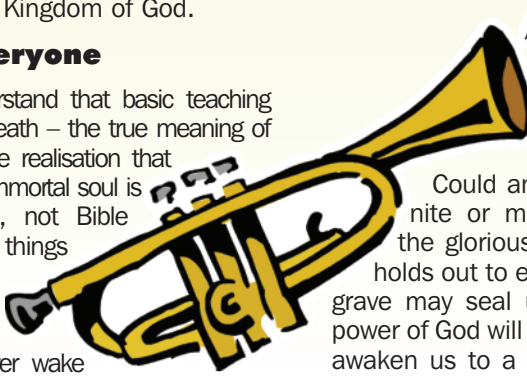 Kingdom of God.
eryone
rstand that basic teaching
eath – the true meaning of
e realisation that
mmortal soul is
, not Bible
things
er wake
Could an
nite or m
the glorious
holds out to e
grave may seal u
power of God will
awaken us to a